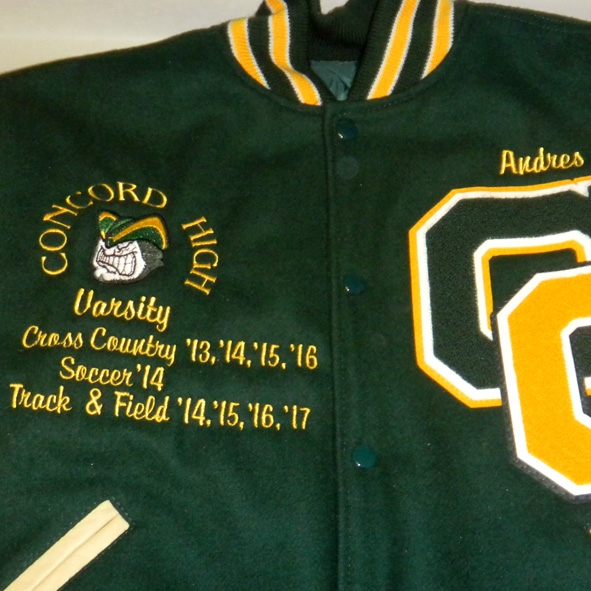 CONCORD HIGH
Varsity
Cross Country '13,'14,'15,'16
Soccer'14
Track & Field '14,'15,'16,'17
Andres